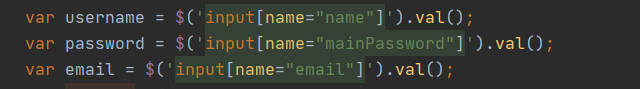 var username = $('input[name="name"]').val();
var password = $('input[name="mainPassword"]').val();
var email = $('input[name="email"]').val();